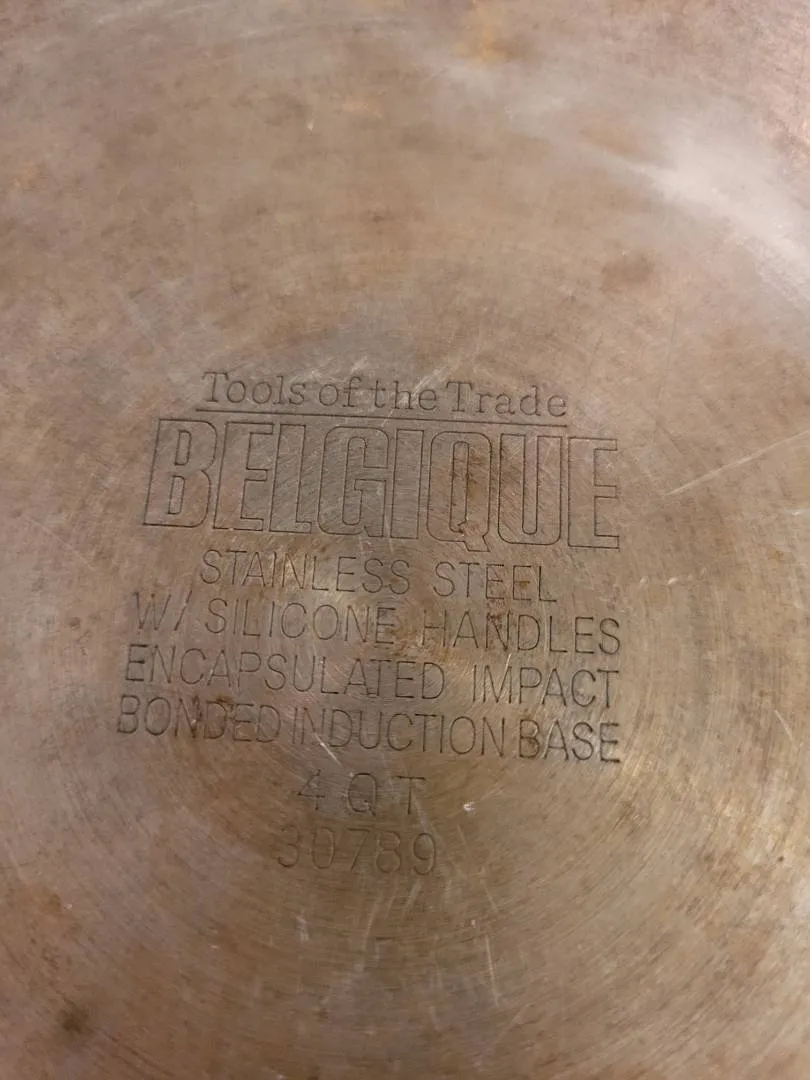 Tools of the Trade
BELGIQUE
STAINLESS STEEL
W/ SILICONE HANDLES
ENCAPSULATED IMPACT
BONDED INDUCTION BASE
4 QT
30789